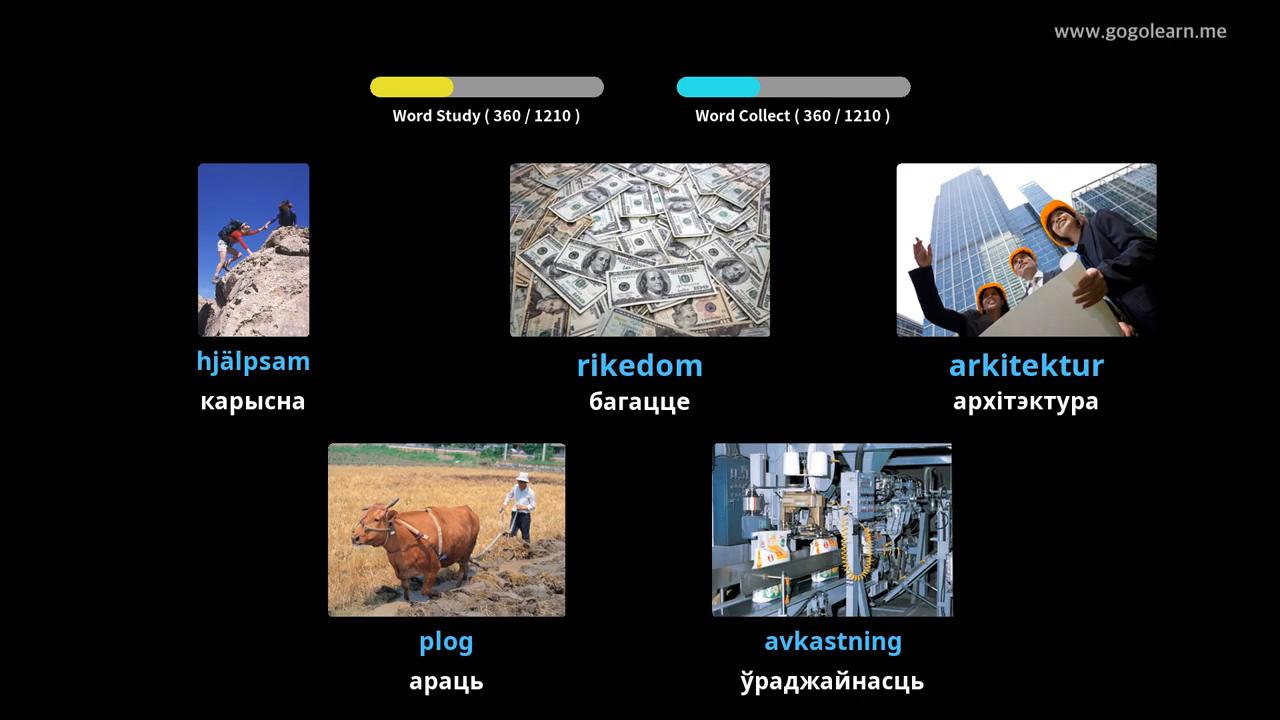 www.gogolearn.me
Word Study ( 360 / 1210 )
Word Collect ( 360 / 1210 )
hjälpsam
rikedom
arkitektur
карысна
багацце
архітэктура
plog
avkastning
араць
ўраджайнасць